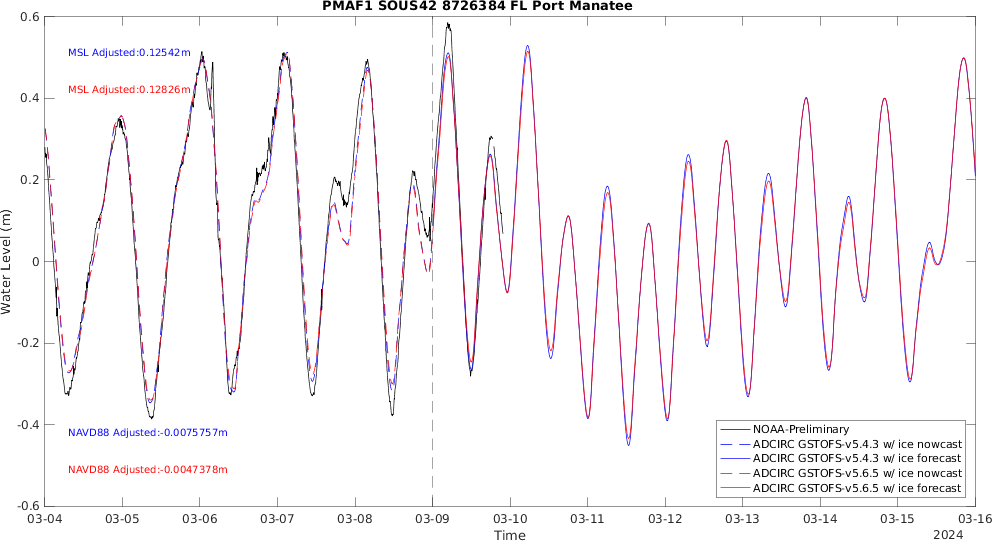 PMAF1 SOUS42 8726384 FL Port Manatee
0.6
0.4
0.2
0
-0.2
-0.4
-0.6
Water Level (m)
MSL Adjusted:0.12542m
MSL Adjusted:0.12826m
NAVD88 Adjusted:-0.0075757m
NAVD88 Adjusted:-0.0047378m
NOAA-Preliminary
ADCIRC GSTOFS-v5.4.3 w/ ice nowcast
ADCIRC GSTOFS-v5.4.3 w/ ice forecast
ADCIRC GSTOFS-v5.6.5 w/ ice nowcast
ADCIRC GSTOFS-v5.6.5 w/ ice forecast
03-04 03-05 03-06 03-07 03-08 03-09 03-10 03-11 03-12 03-13 03-14 03-15 03-16
Time
2024